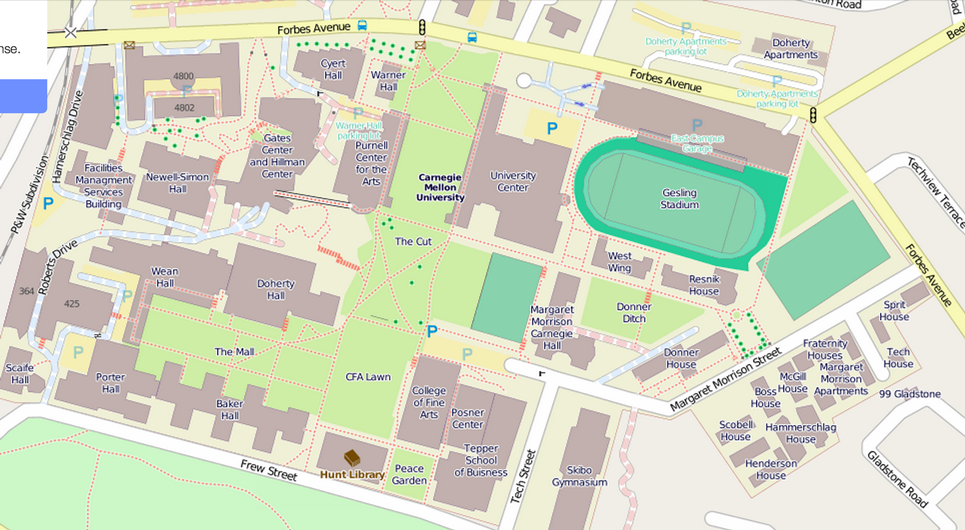 nton Road
Forbes Avenue
Doherty Apartments
parking lot
Doherty
Apartments
Beel
nse.
Cyert
Hall
Warner
Hall
4800
4802
Forbes Avenue
Doherty Apartments
parking lot
P
P
P
P
Hamerschlag Drive
P&W Subdivision
Warner Hall
parking lot
P
P
P
East Campus
Garage
Gates
Center
and Hillman
Center
Purnell
Center
for the
Arts
Facilities
Managment
Services
Building
Newell-Simon
Hall
Carnegie
Mellon
University
University
Center
Gesling
Stadium
Techview Terrace
P
Roberts Drive
The Cut
West
Wing
Resnik
House
Forbes Avenue
Wean
Hall
Doherty
Hall
364
425
P
P
P
P
Margaret
Morrison
Carnegie
Hall
Donner
Ditch
Sprit
House
The Mall
Donner
House
Fraternity
Houses
Margaret
Morrison
Apartments
Tech
House
Scaife
Hall
Porter
Hall
CFA Lawn
Margaret Morrison Street
McGill
House
Boss
House
99 Gladstone
Baker
Hall
College
of Fine
Arts
Posner
Center
Scobell
House
Hammerschlag
House
Frew Street
Hunt Library
Peace
Garden
Tepper
School
of Buisness
Tech Street
Skibo
Gymnasium
Henderson
House
Gladstone Road